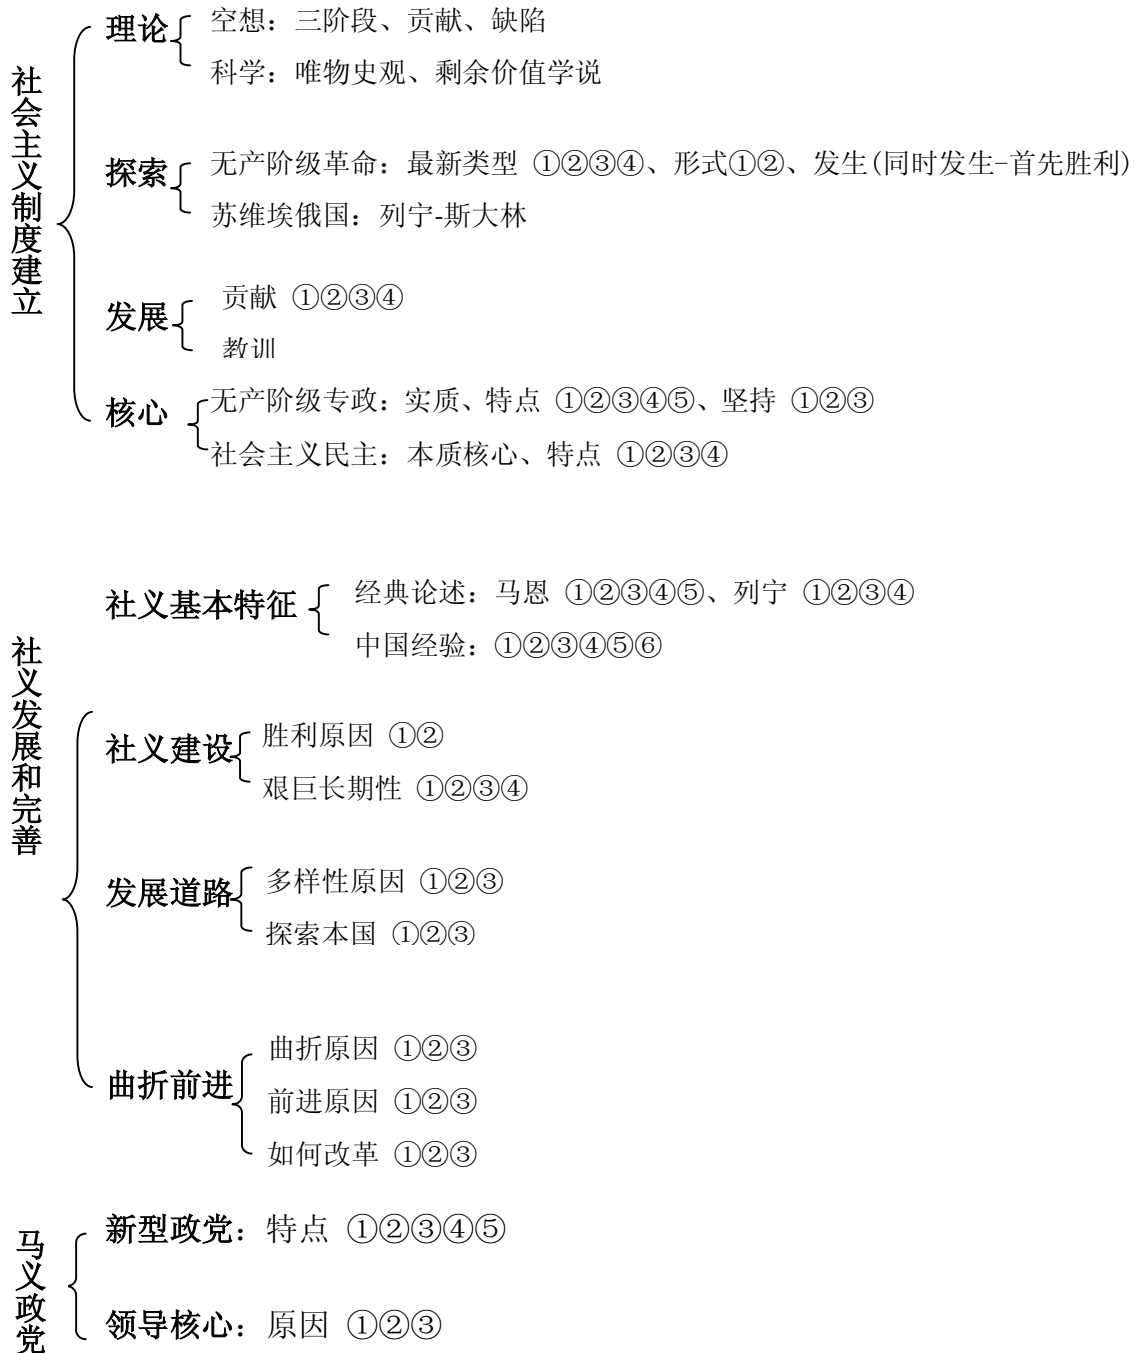 社会主义制度建立
理论
空想：三阶段、贡献、缺陷
科学：唯物史观、剩余价值学说
探索
无产阶级革命：最新类型 ①②③④、形式①②、发生(同时发生-首先胜利)
苏维埃俄国：列宁-斯大林
发展
贡献 ①②③④
教训
核心
无产阶级专政：实质、特点 ①②③④⑤、坚持 ①②③
社会主义民主：本质核心、特点 ①②③④
社义发展和完善
社义基本特征
经典论述：马恩 ①②③④⑤、列宁 ①②③④
中国经验：①②③④⑤⑥
社义建设
胜利原因 ①②
艰巨长期性 ①②③④
发展道路
多样性原因 ①②③
探索本国 ①②③
曲折前进
曲折原因 ①②③
前进原因 ①②③
如何改革 ①②③
马义政党
新型政党：特点 ①②③④⑤
领导核心：原因 ①②③